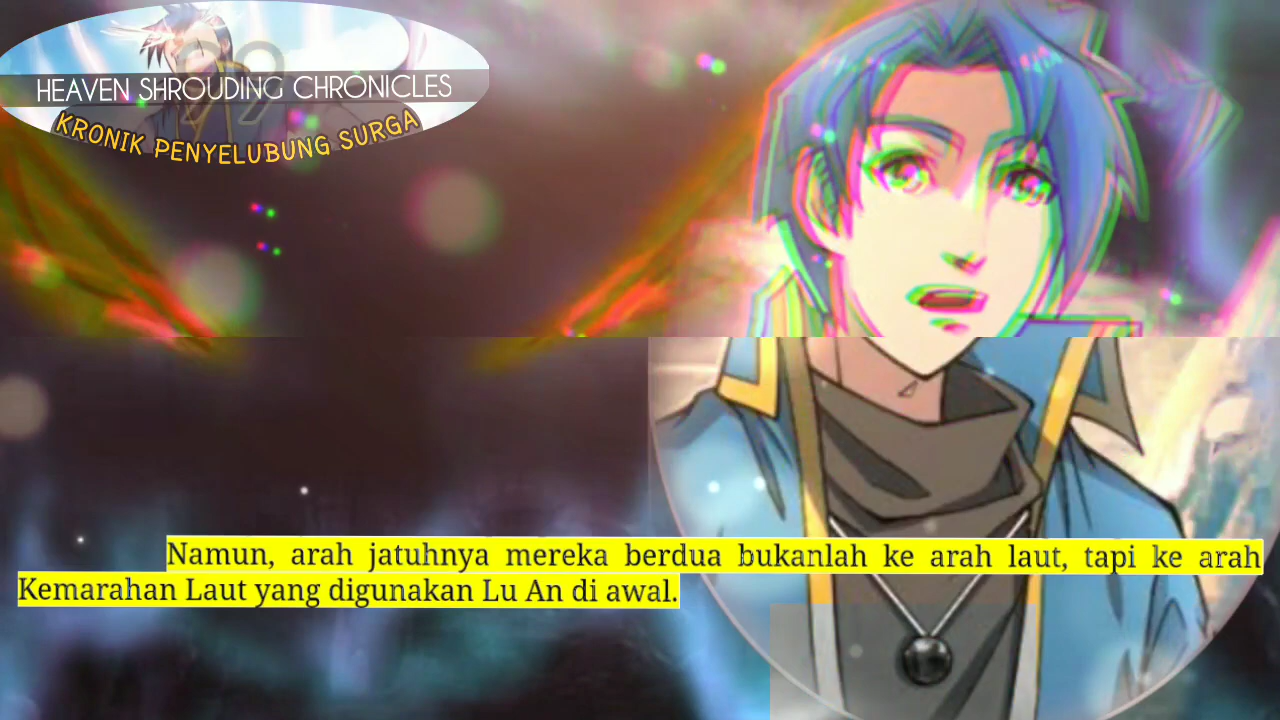 HEAVEN SHROUDING CHRONICLES
KRONIK PENYELUBUNG SURGA
Namun, arah jatuhnya mereka berdua bukanlah ke arah laut, tapi ke arah
Kemarahan Laut yang digunakan Lu An di awal.